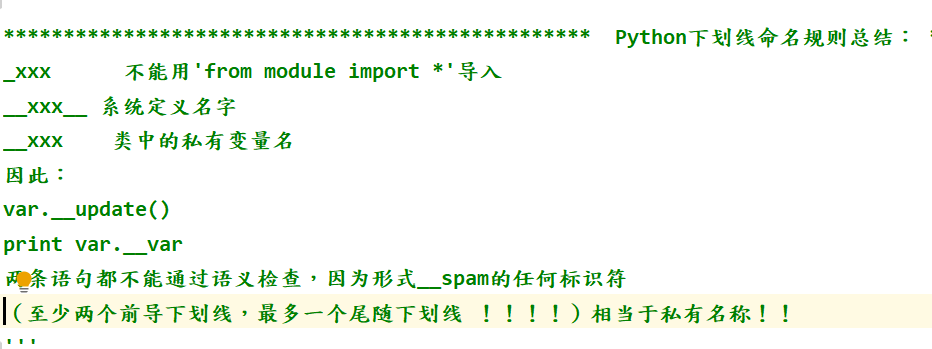 ************************************************* Python下划线命名规则总结： *
_xxx 不能用'from module import *'导入
__xxx__ 系统定义名字
__xxx 类中的私有变量名
因此：
var.__update()
print var.__var
两条语句都不能通过语义检查，因为形式__spam的任何标识符
（至少两个前导下划线，最多一个尾随下划线 ！！！！）相当于私有名称！！
'''